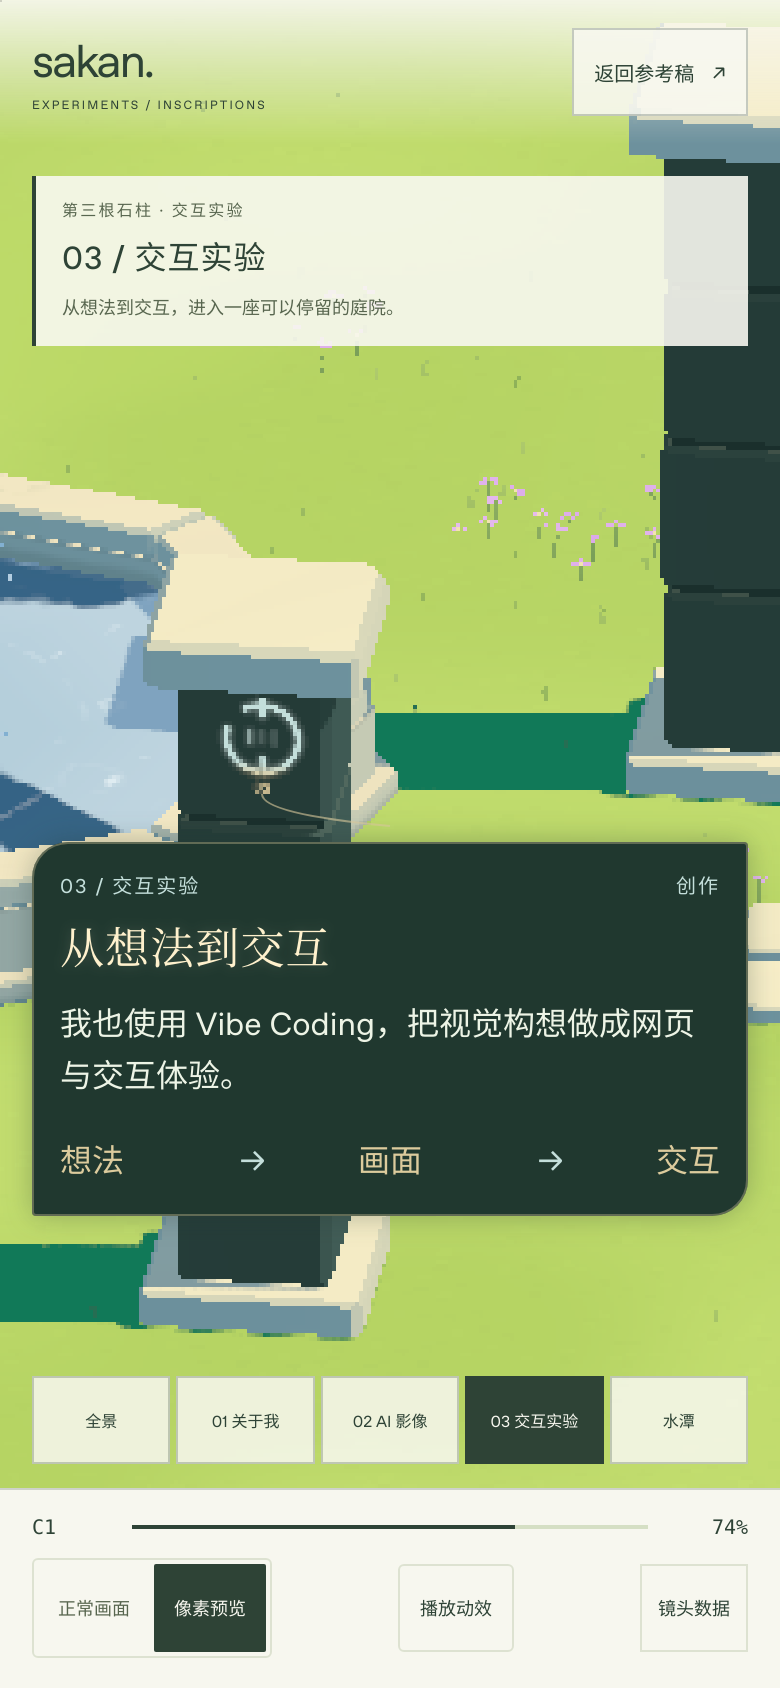 sakan.
EXPERIMENTS / INSCRIPTIONS
返回参考稿 ↗
第三根石柱 · 交互实验
03 / 交互实验
从想法到交互，进入一座可以停留的庭院。
03 / 交互实验
创作
从想法到交互
我也使用 Vibe Coding，把视觉构想做成网页
与交互体验。
想法 → 画面 → 交互
全景
01 关于我
02 AI 影像
03 交互实验
水潭
C1
74%
正常画面
像素预览
播放动效
镜头数据